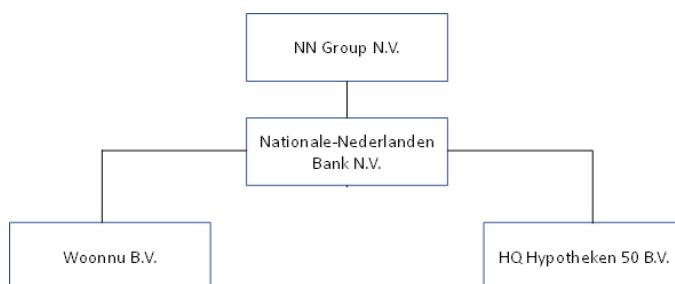 NN Group N.V.
Nationale-Nederlanden
Bank N.V.
Woonnu B.V.
HQ Hypotheken 50 B.V.